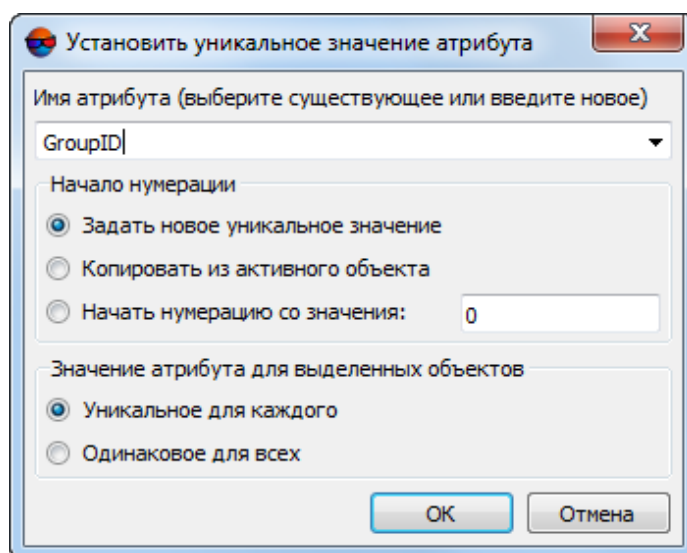 Установить уникальное значение атрибута
Имя атрибута (выберите существующее или введите новое)
GroupID
Начало нумерации
Задать новое уникальное значение
Копировать из активного объекта
Начать нумерацию со значения: 0
Значение атрибута для выделенных объектов
Уникальное для каждого
Одинаковое для всех
OK Отмена